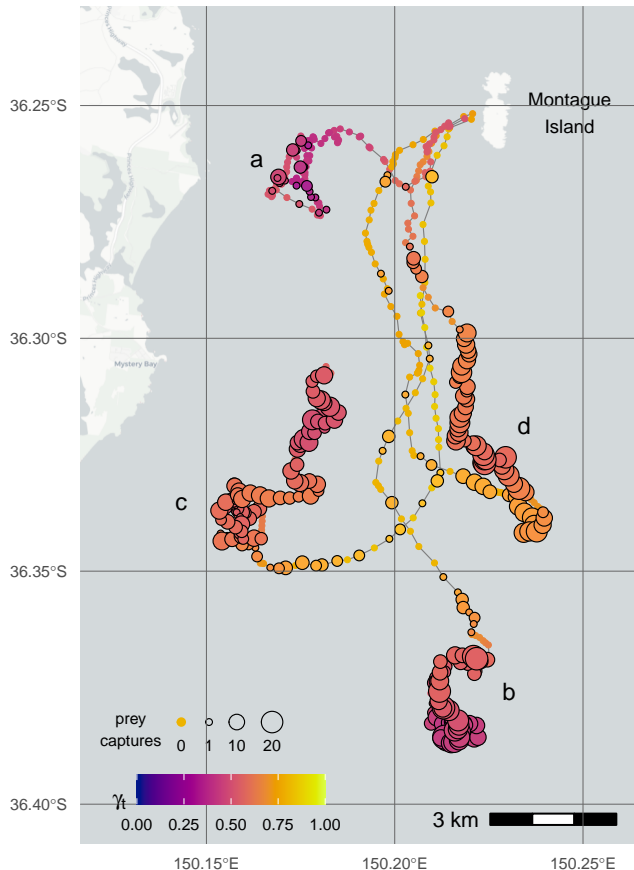 36.25°S
36.30°S
36.35°S
36.40°S
Montague
Island
a
Mystery Bay
d
c
b
prey
captures
0 1 10 20
γt
0.00 0.25 0.50 0.75 1.00
3 km
150.15°E 150.20°E 150.25°E